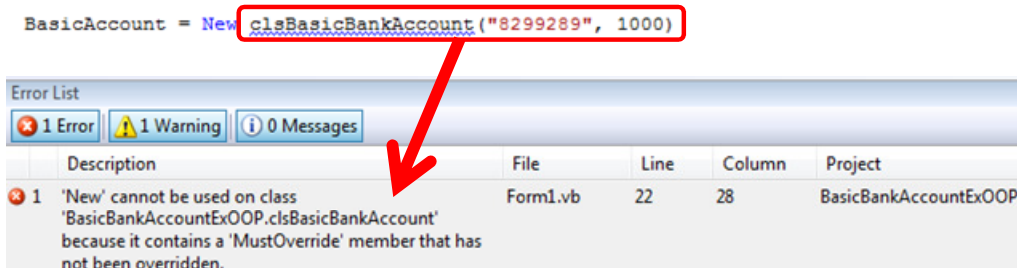 BasicAccount = New clsBasicBankAccount("8299289", 1000)
Error List
1 Error 1 Warning 0 Messages
Description File Line Column Project
1 'New' cannot be used on class Form1.vb 22 28 BasicBankAccountExOOP
'BasicBankAccountExOOP.clsBasicBankAccount'
because it contains a 'MustOverride' member that has
not been overridden.